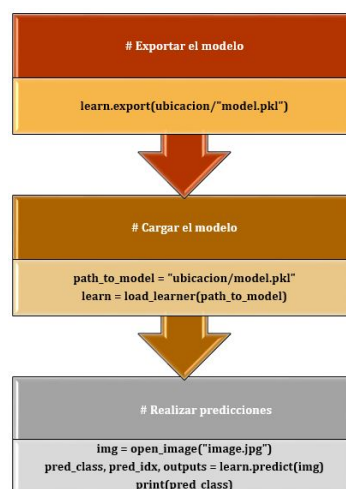 # Exportar el modelo
learn.export(ubicacion/"model.pkl")
# Cargar el modelo
path_to_model = "ubicacion/model.pkl"
learn = load_learner(path_to_model)
# Realizar predicciones
img = open_image("image.jpg")
pred_class, pred_idx, outputs = learn.predict(img)
print(pred_class)